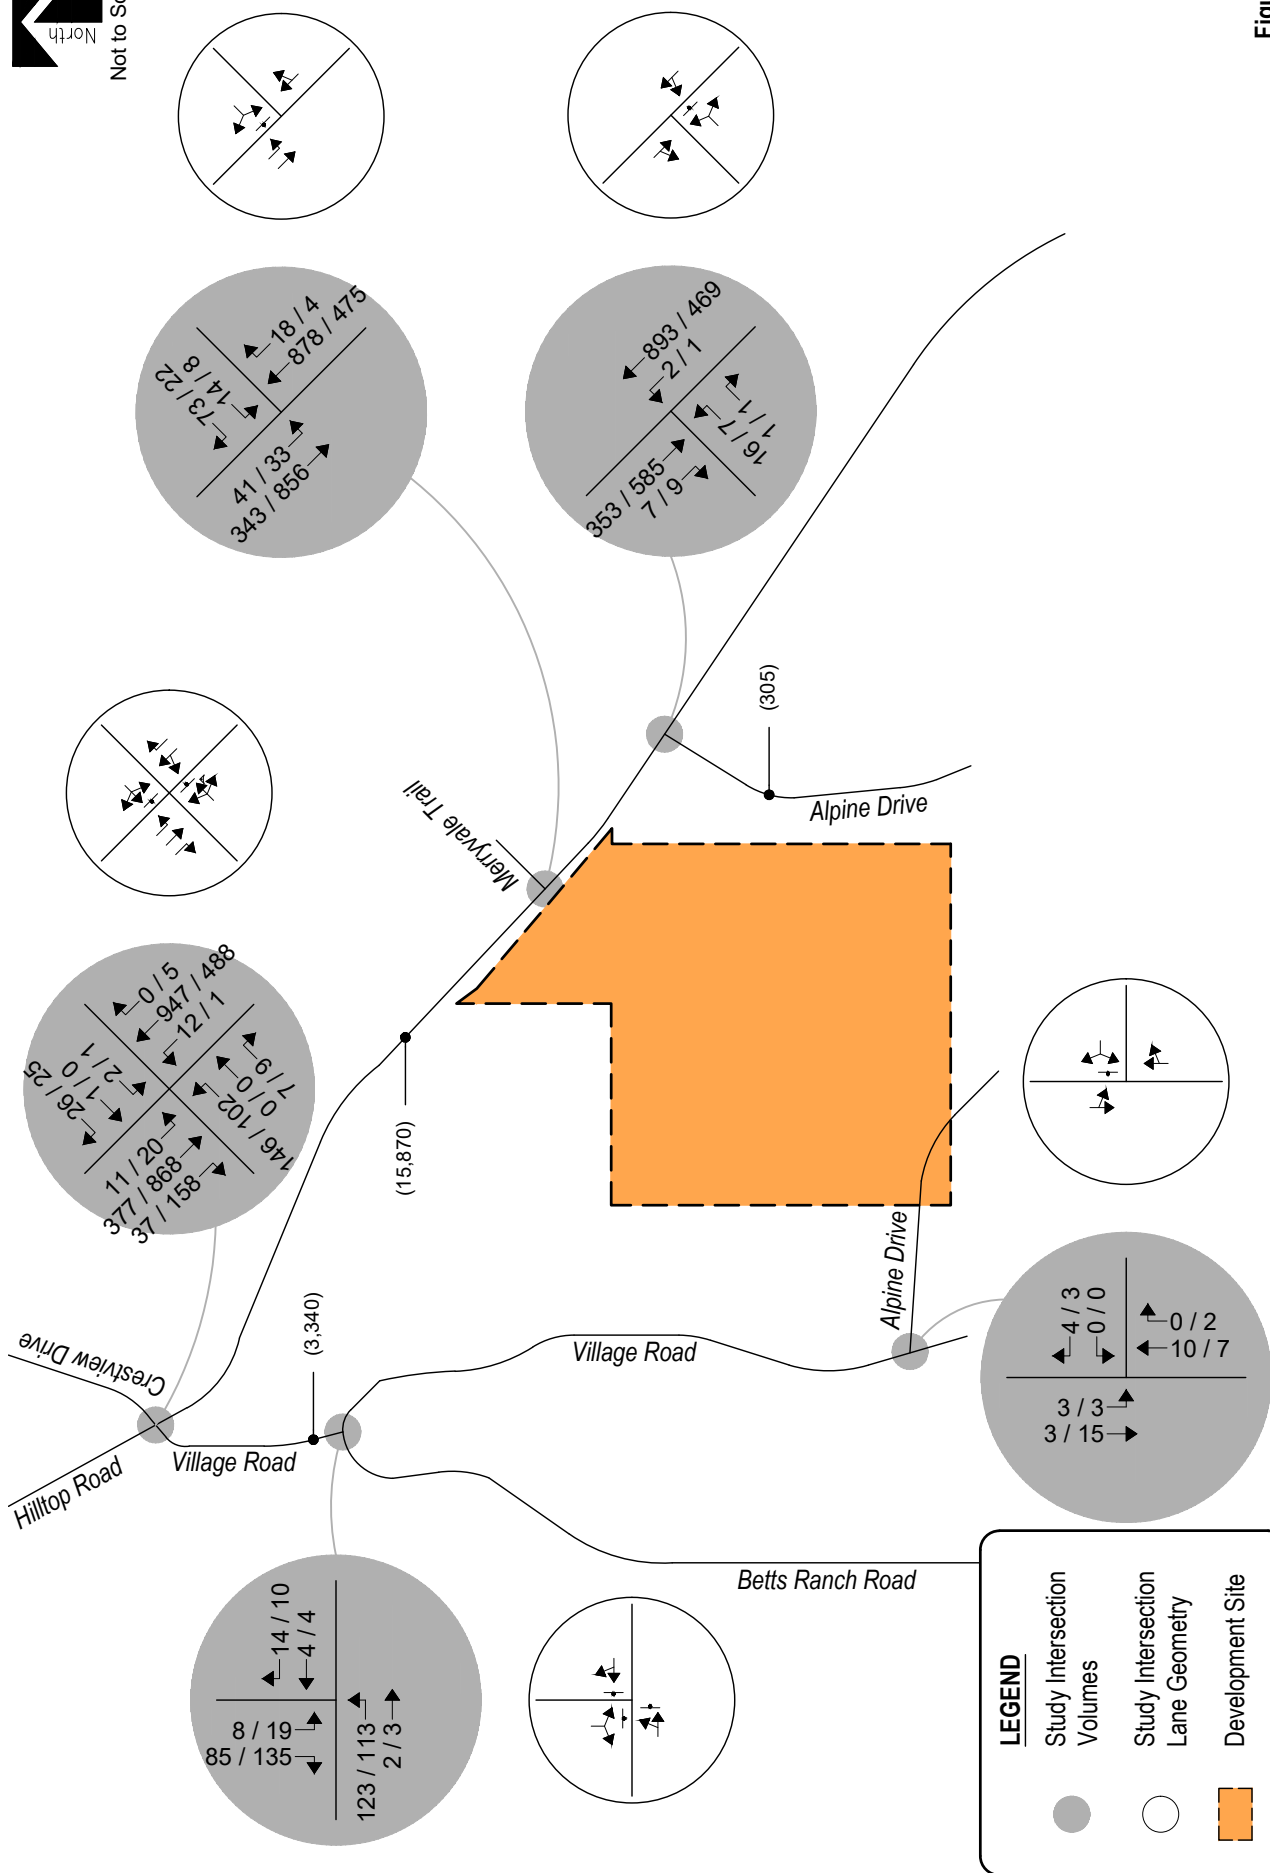 North
Not to Sc
Figu
18 / 4
878 / 475
73 / 22
14 / 8
41 / 33
343 / 856
893 / 469
2 / 1
353 / 585
7 / 9
16 / 7
1 / 1
(305)
Merryvale Trail
Alpine Drive
0 / 5
947 / 488
12 / 1
26 / 25
1 / 0
2 / 1
11 / 20
377 / 868
37 / 158
7 / 9
0 / 0
146 / 102
(15,870)
Crestview Drive
(3,340)
Hilltop Road
Village Road
Village Road
Alpine Drive
4 / 3
0 / 0
0 / 2
10 / 7
3 / 3
3 / 15
Betts Ranch Road
14 / 10
4 / 4
8 / 19
85 / 135
123 / 113
2 / 3
LEGEND
Study Intersection
Volumes
Study Intersection
Lane Geometry
Development Site